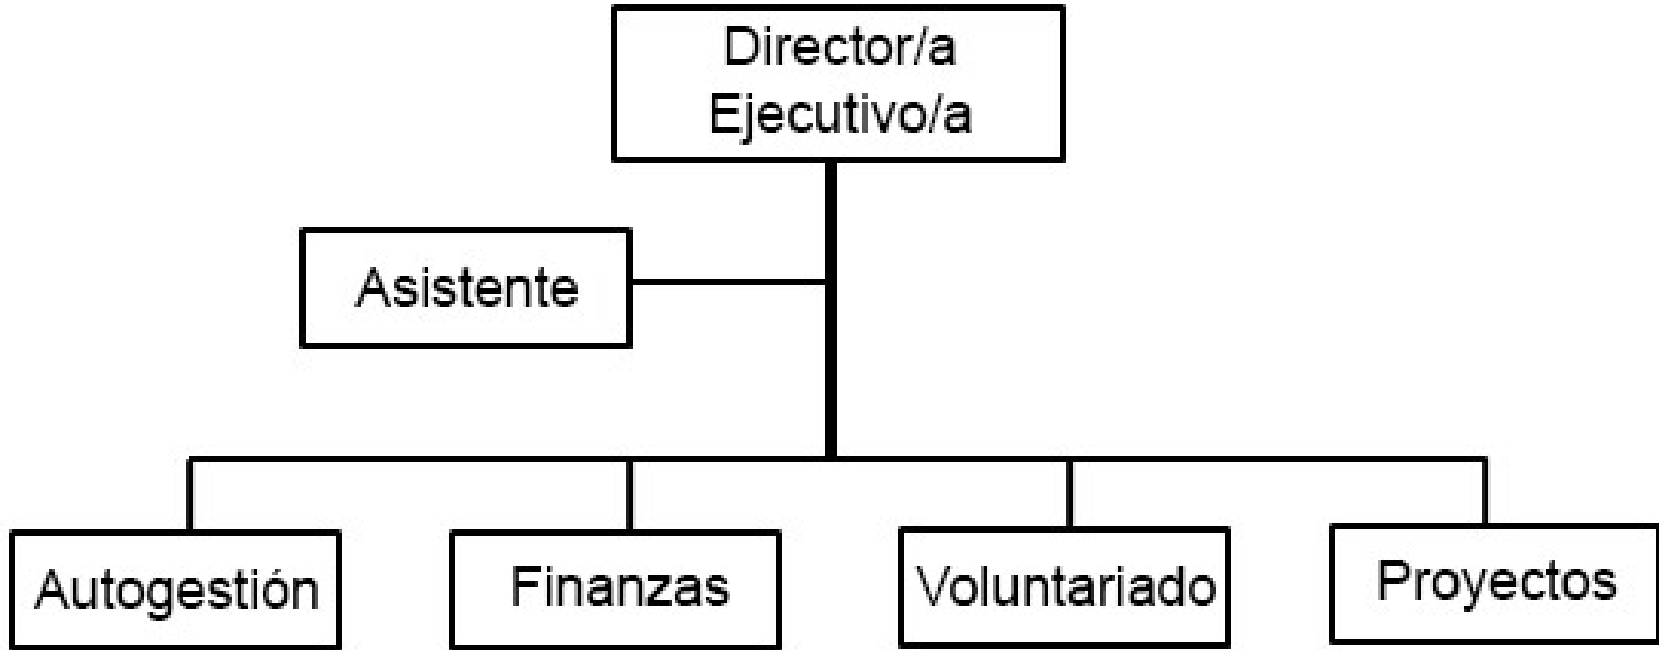 Director/a
Ejecutivo/a
Asistente
Autogestión
Finanzas
Voluntariado
Proyectos